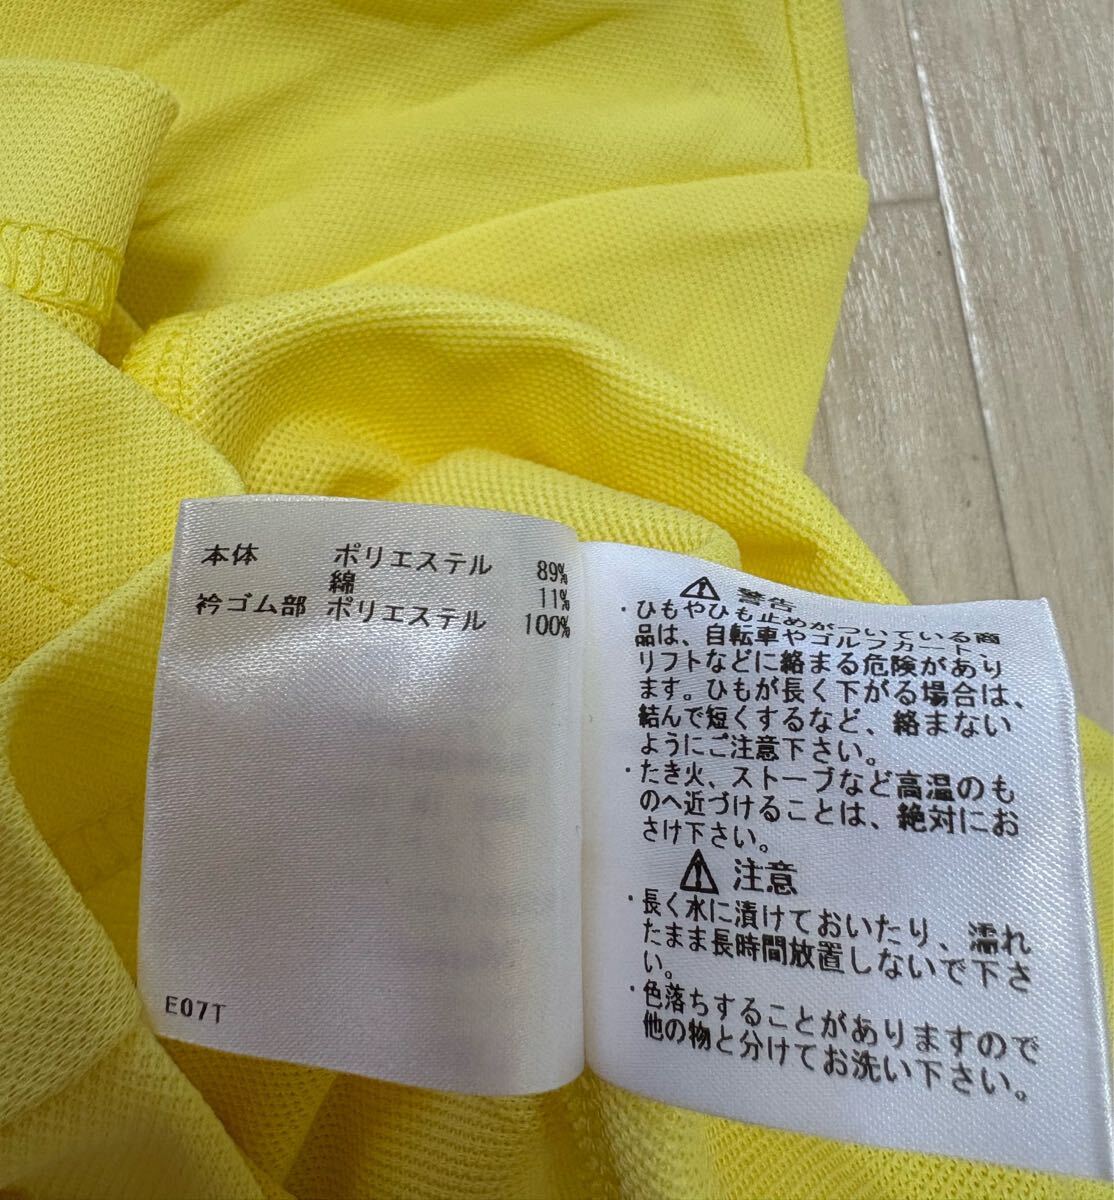 本体 ポリエステル 89%
綿 11%
衿ゴム部 ポリエステル 100%
E07T
警告
・ひもやひも止めがついている商
品は、自転車やゴルフカート、
リフトなどに絡まる危険があり
ます。ひもが長く下がる場合は、
結んで短くするなど、絡まない
ようにご注意下さい。
・たき火、ストーブなど高温のも
のへ近づけることは、絶対にお
さけ下さい。
注意
・長く水に漬けておいたり、濡れ
たまま長時間放置しないで下さ
い。
・色落ちすることがありますので
他の物と分けてお洗い下さい。